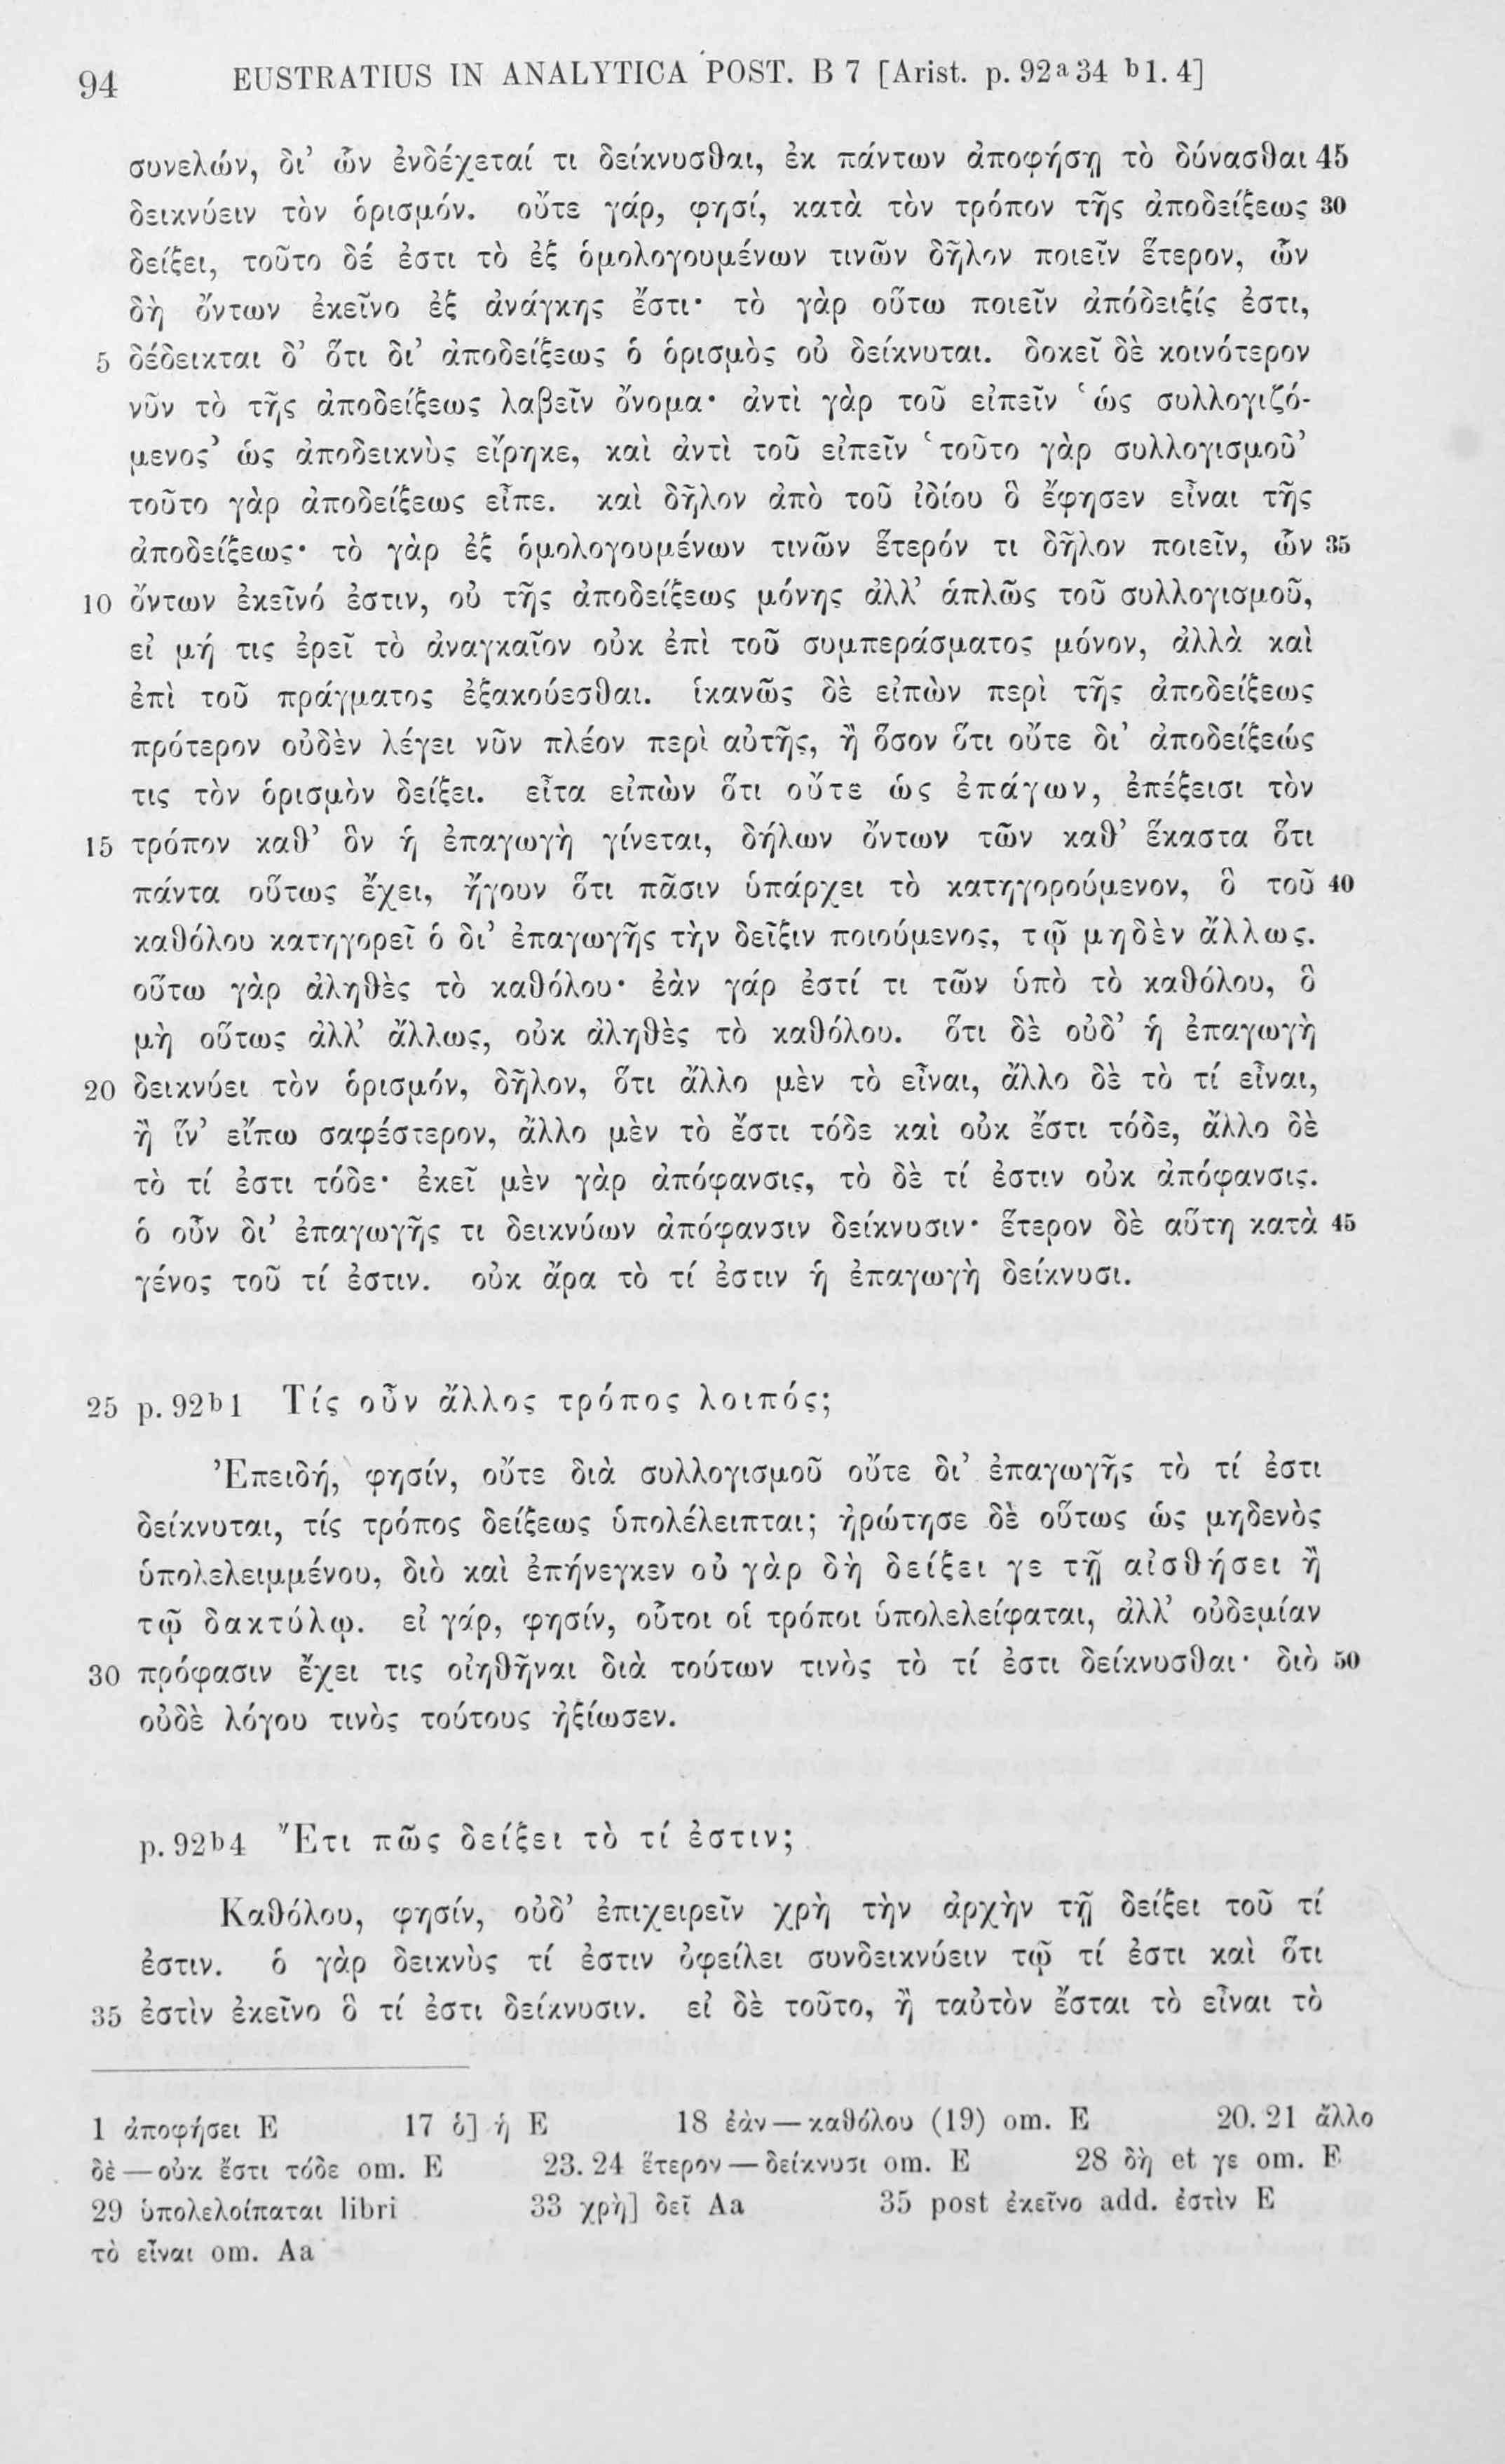 94 EUSTRATIUS IN ANALYTICA POST. B 7 [Arist. p. 92a34 b1. 4]
συνελών, δι’ ὧν ἐνδέχεταί τι δείκνυσθαι, ἐκ πάντων ἀποφήσῃ τὸ δύνασθαι 45
δεικνύειν τὸν ὁρισμόν. οὔτε γάρ, φησί, κατὰ τὸν τρόπον τῆς ἀποδείξεως 30
δείξει, τοῦτο δέ ἐστι τὸ ἐξ ὁμολογουμένων τινῶν δῆλον ποιεῖν ἕτερον, ὧν
δὴ ὄντων ἐκεῖνο ἐξ ἀνάγκης ἔστι· τὸ γὰρ οὕτω ποιεῖν ἀπόδειξίς ἐστι,
5 δέδεικται δ’ ὅτι δι’ ἀποδείξεως ὁ ὁρισμὸς οὐ δείκνυται. δοκεῖ δὲ κοινότερον
νῦν τὸ τῆς ἀποδείξεως λαβεῖν ὄνομα· ἀντὶ γὰρ τοῦ εἰπεῖν ‘ὡς συλλογιζό-
μενος’ ὡς ἀποδεικνὺς εἴρηκε, καὶ ἀντὶ τοῦ εἰπεῖν ‘τοῦτο γὰρ συλλογισμοῦ’
τοῦτο γὰρ ἀποδείξεως εἶπε. καὶ δῆλον ἀπὸ τοῦ ἰδίου ὃ ἔφησεν εἶναι τῆς
ἀποδείξεως· τὸ γὰρ ἐξ ὁμολογουμένων τινῶν ἕτερόν τι δῆλον ποιεῖν, ὧν 35
10 ὄντων ἐκεῖνό ἐστιν, οὐ τῆς ἀποδείξεως μόνης ἀλλ’ ἁπλῶς τοῦ συλλογισμοῦ,
εἰ μή τις ἐρεῖ τὸ ἀναγκαῖον οὐκ ἐπὶ τοῦ συμπεράσματος μόνον, ἀλλὰ καὶ
ἐπὶ τοῦ πράγματος ἐξακούεσθαι. ἱκανῶς δὲ εἰπὼν περὶ τῆς ἀποδείξεως
πρότερον οὐδὲν λέγει νῦν πλέον περὶ αὐτῆς, ἢ ὅσον ὅτι οὔτε δι’ ἀποδείξεώς
τις τὸν ὁρισμὸν δείξει. εἶτα εἰπὼν ὅτι οὔτε ὡς ἐπάγων, ἐπέξεισι τὸν
15 τρόπον καθ’ ὃν ἡ ἐπαγωγὴ γίνεται, δήλων ὄντων τῶν καθ’ ἕκαστα ὅτι
πάντα οὕτως ἔχει, ἤγουν ὅτι πᾶσιν ὑπάρχει τὸ κατηγορούμενον, ὃ τοῦ 40
καθόλου κατηγορεῖ ὁ δι’ ἐπαγωγῆς τὴν δεῖξιν ποιούμενος, τῷ μηδὲν ἄλλως.
οὕτω γὰρ ἀληθὲς τὸ καθόλου· ἐὰν γάρ ἐστί τι τῶν ὑπὸ τὸ καθόλου, ὃ
μὴ οὕτως ἀλλ’ ἄλλως, οὐκ ἀληθὲς τὸ καθόλου. ὅτι δὲ οὐδ’ ἡ ἐπαγωγὴ
20 δεικνύει τὸν ὁρισμόν, δῆλον, ὅτι ἄλλο μὲν τὸ εἶναι, ἄλλο δὲ τὸ τί εἶναι,
ἢ ἵν’ εἴπω σαφέστερον, ἄλλο μὲν τὸ ἔστι τόδε καὶ οὐκ ἔστι τόδε, ἄλλο δὲ
τὸ τί ἐστι τόδε· ἐκεῖ μὲν γὰρ ἀπόφανσις, τὸ δὲ τί ἐστιν οὐκ ἀπόφανσις.
ὁ οὖν δι’ ἐπαγωγῆς τι δεικνύων ἀπόφανσιν δείκνυσιν· ἕτερον δὲ αὕτη κατὰ 45
γένος τοῦ τί ἐστιν. οὐκ ἄρα τὸ τί ἐστιν ἡ ἐπαγωγὴ δείκνυσι.
25 p. 92b1 Τίς οὖν ἄλλος τρόπος λοιπός;
Ἐπειδή, φησίν, οὔτε διὰ συλλογισμοῦ οὔτε δι’ ἐπαγωγῆς τὸ τί ἐστι
δείκνυται, τίς τρόπος δείξεως ὑπολέλειπται; ἠρώτησε δὲ οὕτως ὡς μηδενὸς
ὑπολελειμμένου, διὸ καὶ ἐπήνεγκεν οὐ γὰρ δὴ δείξει γε τῇ αἰσθήσει ἢ
τῷ δακτύλῳ. εἰ γάρ, φησίν, οὗτοι οἱ τρόποι ὑπολελείφαται, ἀλλ’ οὐδεμίαν
30 πρόφασιν ἔχει τις οἰηθῆναι διὰ τούτων τινὸς τὸ τί ἐστι δείκνυσθαι· διὸ 50
οὐδὲ λόγου τινὸς τούτους ἠξίωσεν.
p. 92b4 Ἔτι πῶς δείξει τὸ τί ἐστιν;
Καθόλου, φησίν, οὐδ’ ἐπιχειρεῖν χρὴ τὴν ἀρχὴν τῇ δείξει τοῦ τί
ἐστιν. ὁ γὰρ δεικνὺς τί ἐστιν ὀφείλει συνδεικνύειν τῷ τί ἐστι καὶ ὅτι
35 ἐστὶν ἐκεῖνο ὃ τί ἐστι δείκνυσιν. εἰ δὲ τοῦτο, ἢ ταὐτὸν ἔσται τὸ εἶναι τὸ
1 ἀποφήσει E 17 ὁ] ἡ E 18 ἐὰν — καθόλου (19) om. E 20. 21 ἄλλο
δὲ — οὐκ ἔστι τόδε om. E 23. 24 ἕτερον — δείκνυσι om. E 28 δὴ et γε om. E
29 ὑπολελοίπαται libri 33 χρὴ] δεῖ Aa 35 post ἐκεῖνο add. ἐστὶν E
τὸ εἶναι om. Aa